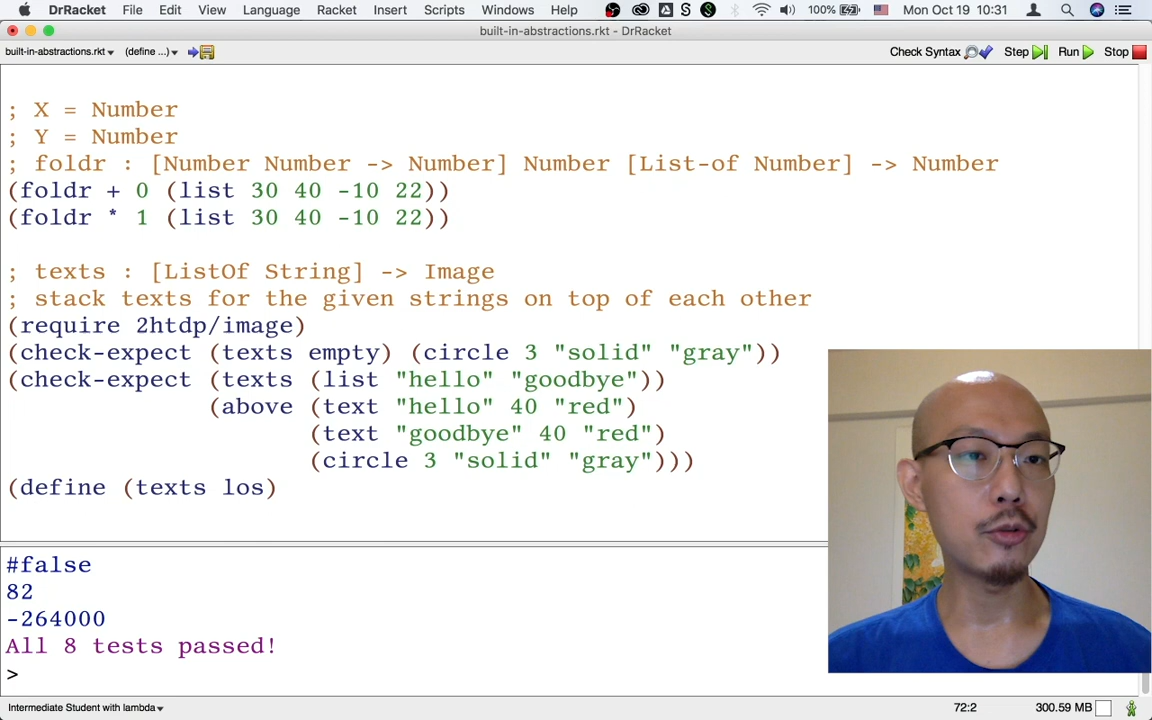 DrRacket File Edit View Language Racket Insert Scripts Windows Help 100% Mon Oct 19 10:31
built-in-abstractions.rkt - DrRacket
built-in-abstractions.rkt (define ...) Check Syntax Step Run Stop
; X = Number
; Y = Number
; foldr : [Number Number -> Number] Number [List-of Number] -> Number
(foldr + 0 (list 30 40 -10 22))
(foldr * 1 (list 30 40 -10 22))
; texts : [ListOf String] -> Image
; stack texts for the given strings on top of each other
(require 2htdp/image)
(check-expect (texts empty) (circle 3 "solid" "gray"))
(check-expect (texts (list "hello" "goodbye"))
(above (text "hello" 40 "red")
(text "goodbye" 40 "red")
(circle 3 "solid" "gray")))
(define (texts los)
#false
82
-264000
All 8 tests passed!
>
Intermediate Student with lambda 72:2 300.59 MB